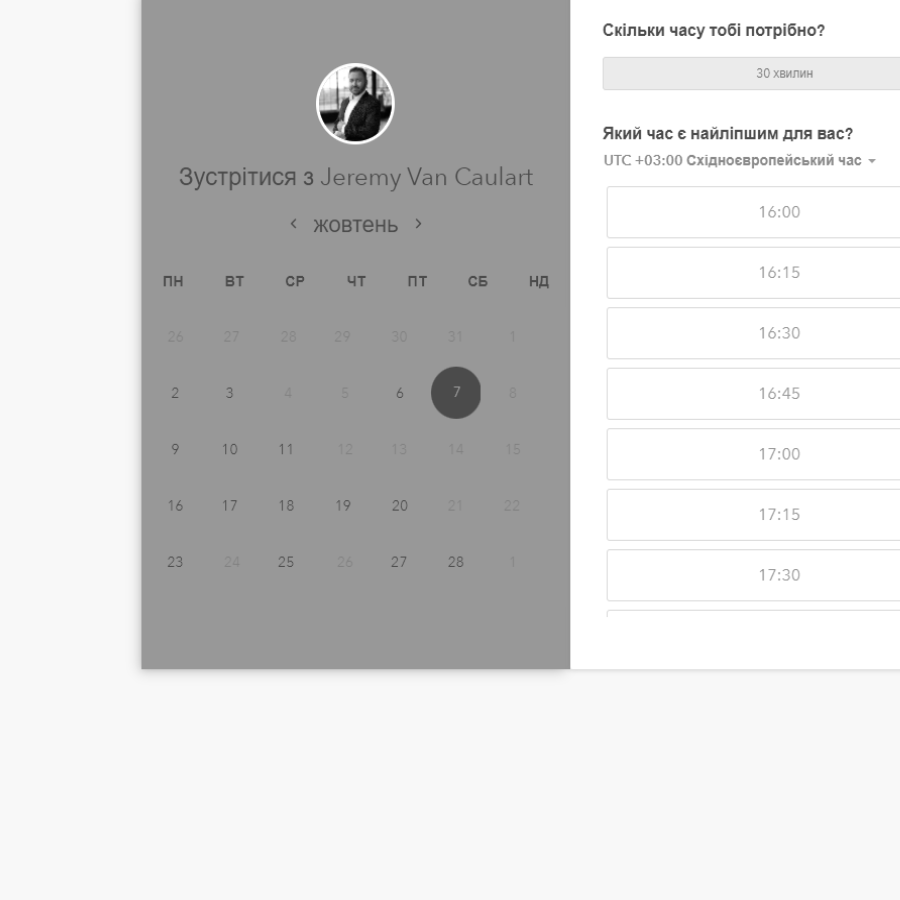 Зустрітися з Jeremy Van Caulart
жовтень
ПН ВТ СР ЧТ ПТ СБ НД
26 27 28 29 30 31 1
2 3 4 5 6 7 8
9 10 11 12 13 14 15
16 17 18 19 20 21 22
23 24 25 26 27 28 1
Скільки часу тобі потрібно?
30 хвилин
Який час є найліпшим для вас?
UTC +03:00 Східноєвропейський час
16:00
16:15
16:30
16:45
17:00
17:15
17:30